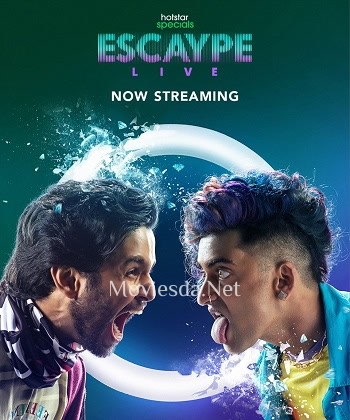 hotstar
specials
ESCAYPE
LIVE
NOW STREAMING
MoviesdaNet